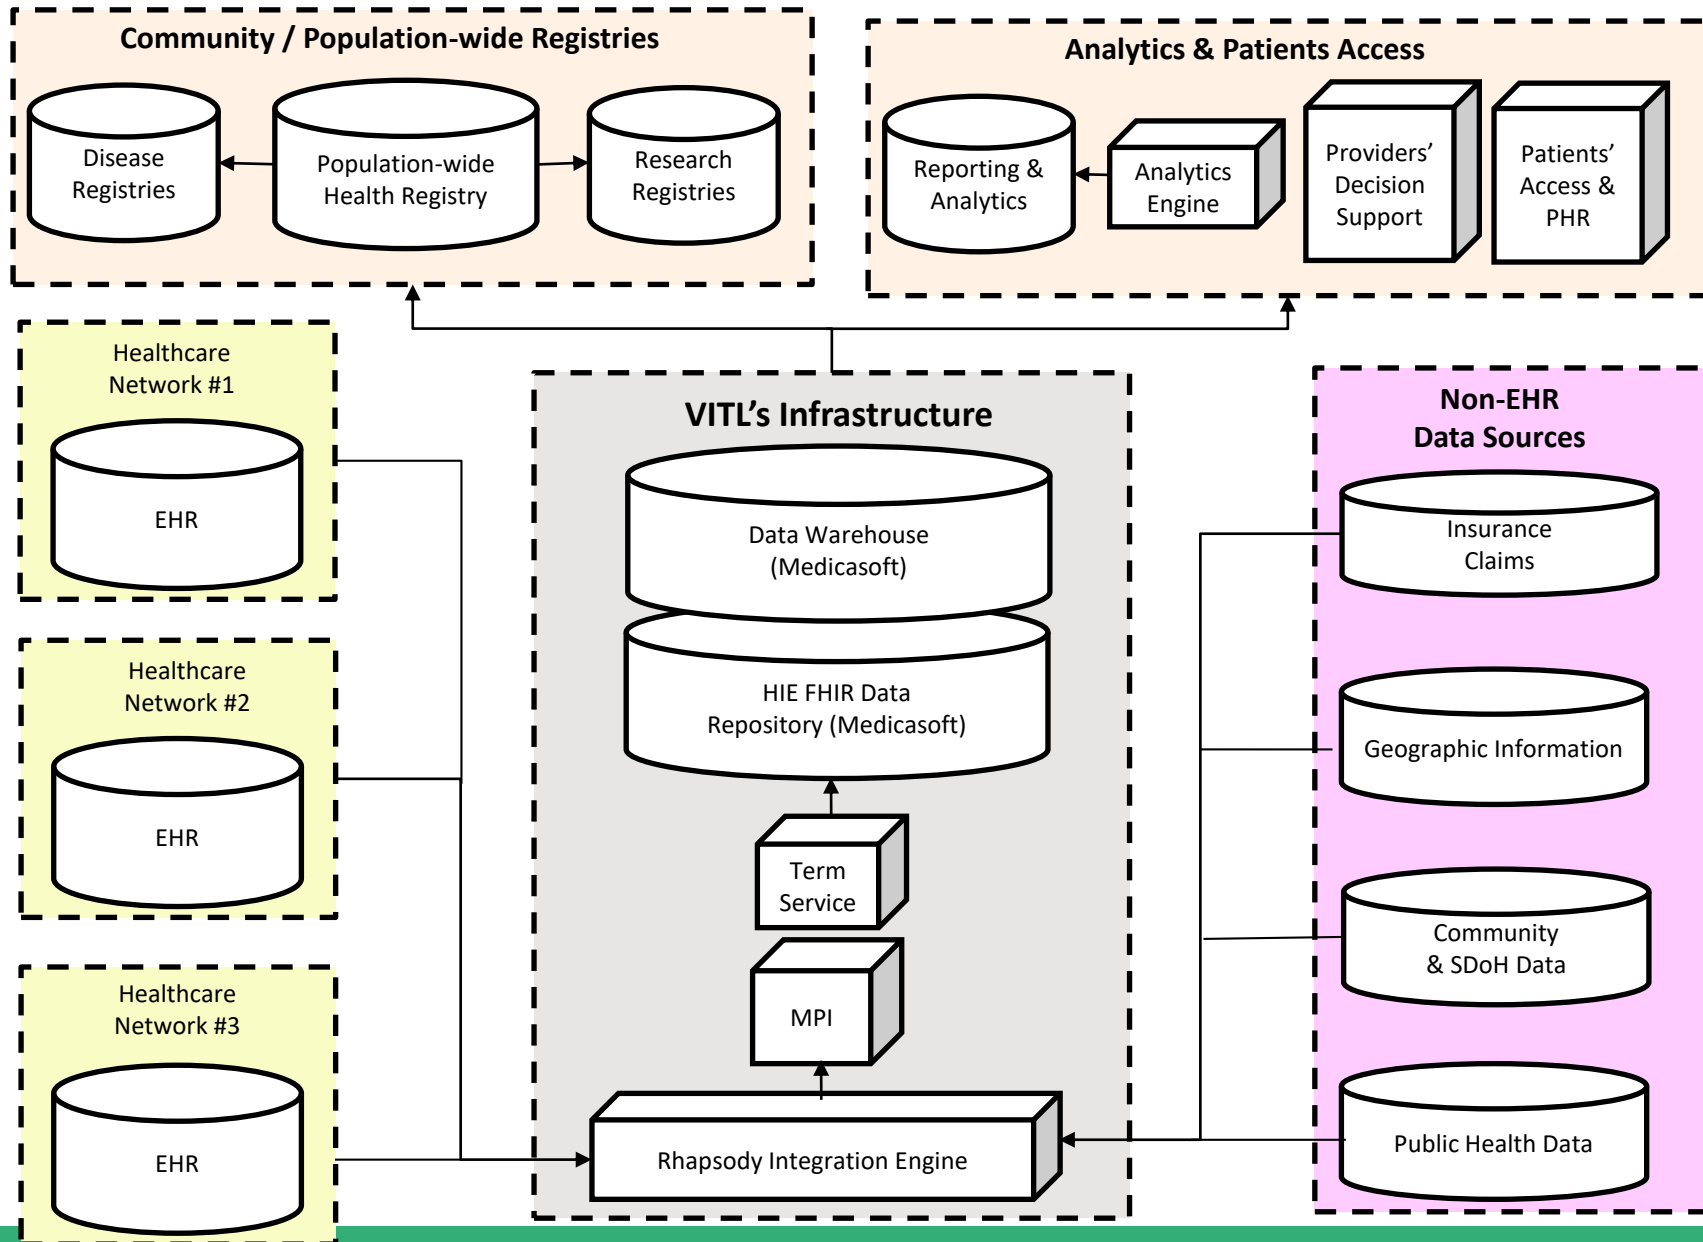 Community / Population-wide Registries
Disease
Registries
Population-wide
Health Registry
Research
Registries
Analytics & Patients Access
Reporting &
Analytics
Analytics
Engine
Providers’
Decision
Support
Patients’
Access &
PHR
Healthcare
Network #1
EHR
Healthcare
Network #2
EHR
Healthcare
Network #3
EHR
VITL’s Infrastructure
Data Warehouse
(Medicasoft)
HIE FHIR Data
Repository (Medicasoft)
Term
Service
MPI
Rhapsody Integration Engine
Non-EHR
Data Sources
Insurance
Claims
Geographic Information
Community
& SDoH Data
Public Health Data